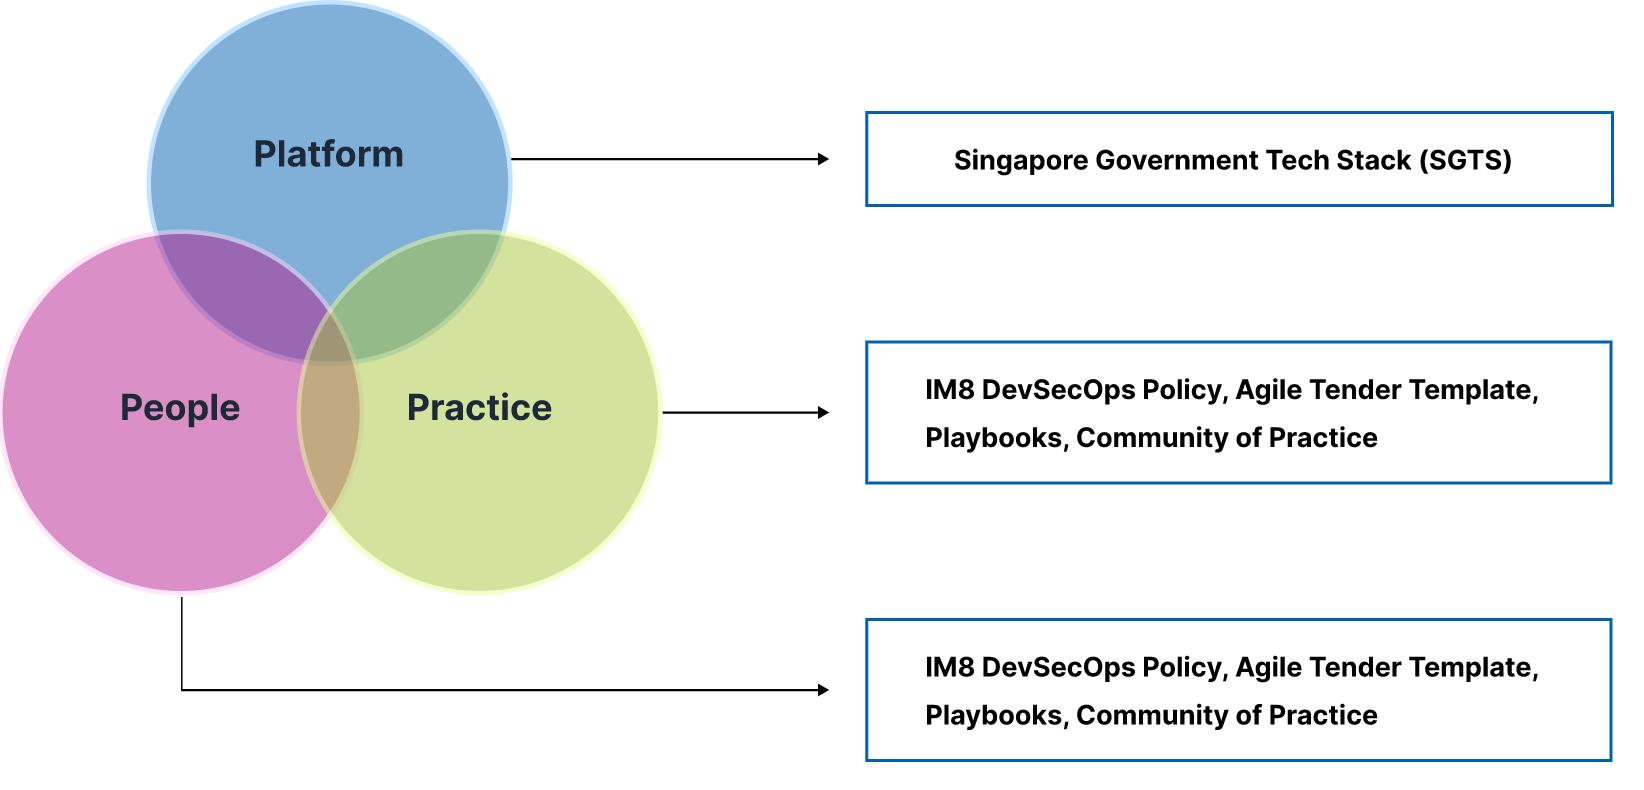 Platform
Singapore Government Tech Stack (SGTS)
People
Practice
IM8 DevSecOps Policy, Agile Tender Template,
Playbooks, Community of Practice
IM8 DevSecOps Policy, Agile Tender Template,
Playbooks, Community of Practice